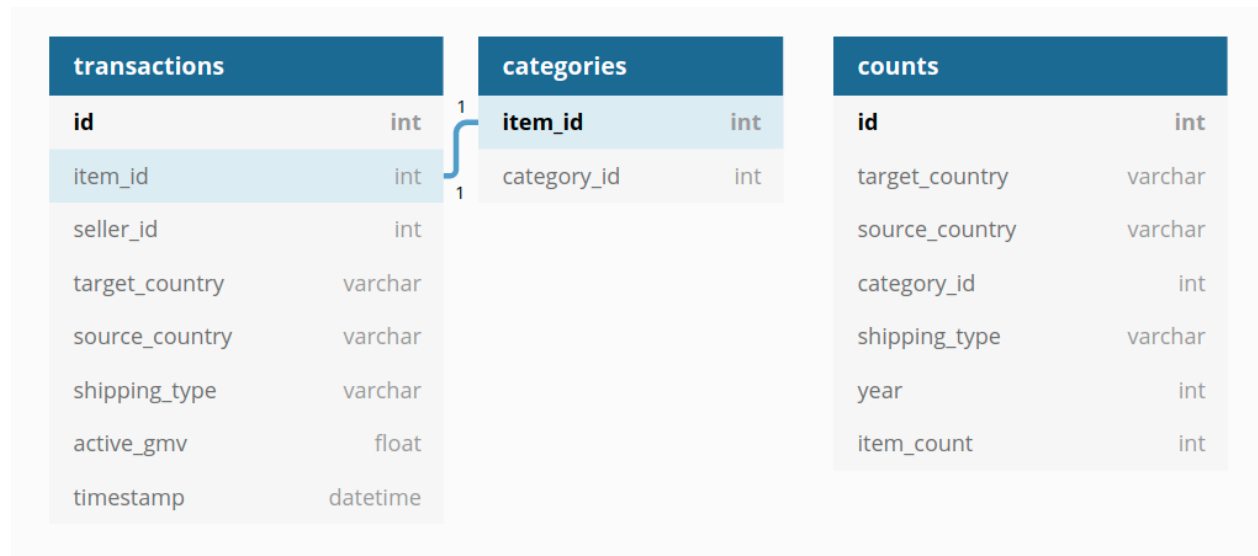 transactions
id int
item_id int
seller_id int
target_country varchar
source_country varchar
shipping_type varchar
active_gmv float
timestamp datetime
1
1
categories
item_id int
category_id int
counts
id int
target_country varchar
source_country varchar
category_id int
shipping_type varchar
year int
item_count int